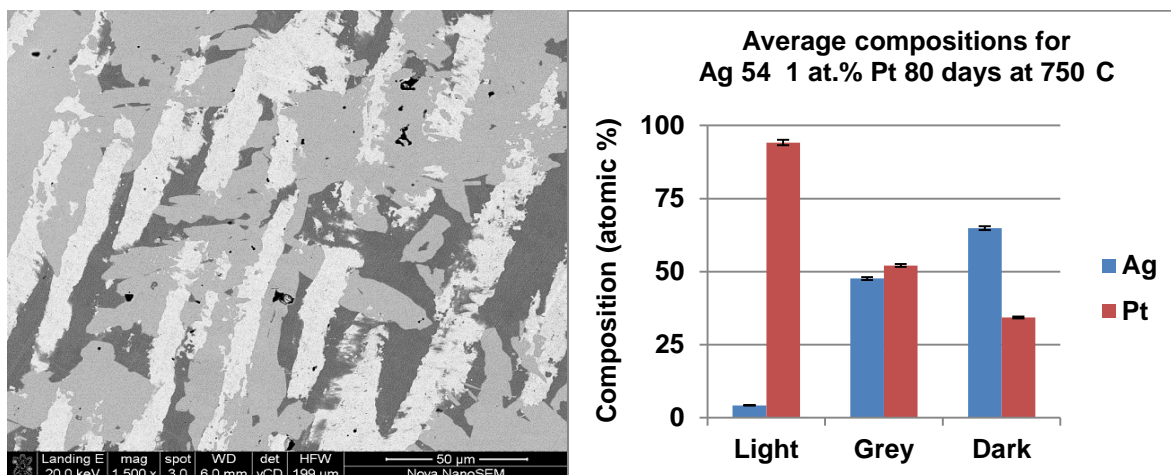 Landing E mag spot WD det HFW 50 µm
20.0 keV 1 500 x 3.0 6.0 mm vCD 199 µm Nova NanoSEM
Average compositions for
Ag 54 1 at.% Pt 80 days at 750 C
Composition (atomic %)
100
75
50
25
0
Light Grey Dark
Ag
Pt